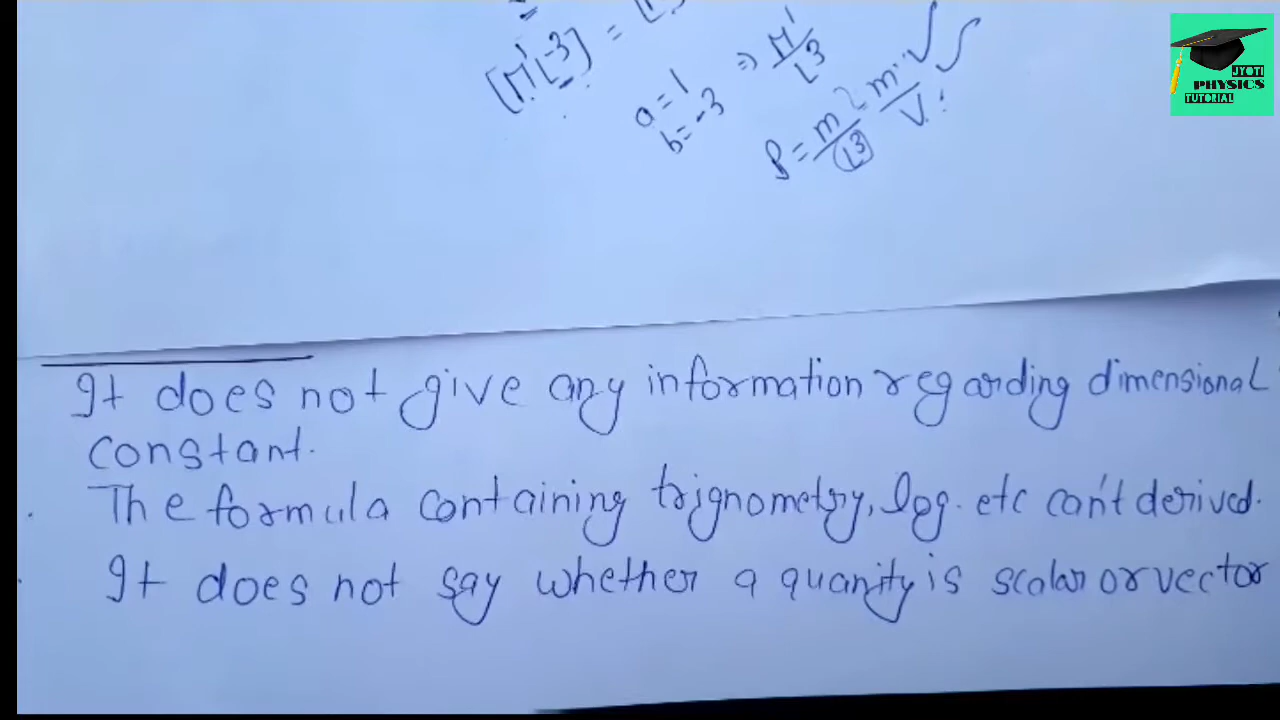 [M¹L⁻³] =
a = 1
b = -3
⇒ M¹/L3
ρ = m/L3
m/V
JYOTI
PHYSICS
TUTORIAL
It does not give any information regarding dimensional
constant.
The formula containing trignometry, log. etc can't derived.
It does not say whether a quanity is scalar or vector